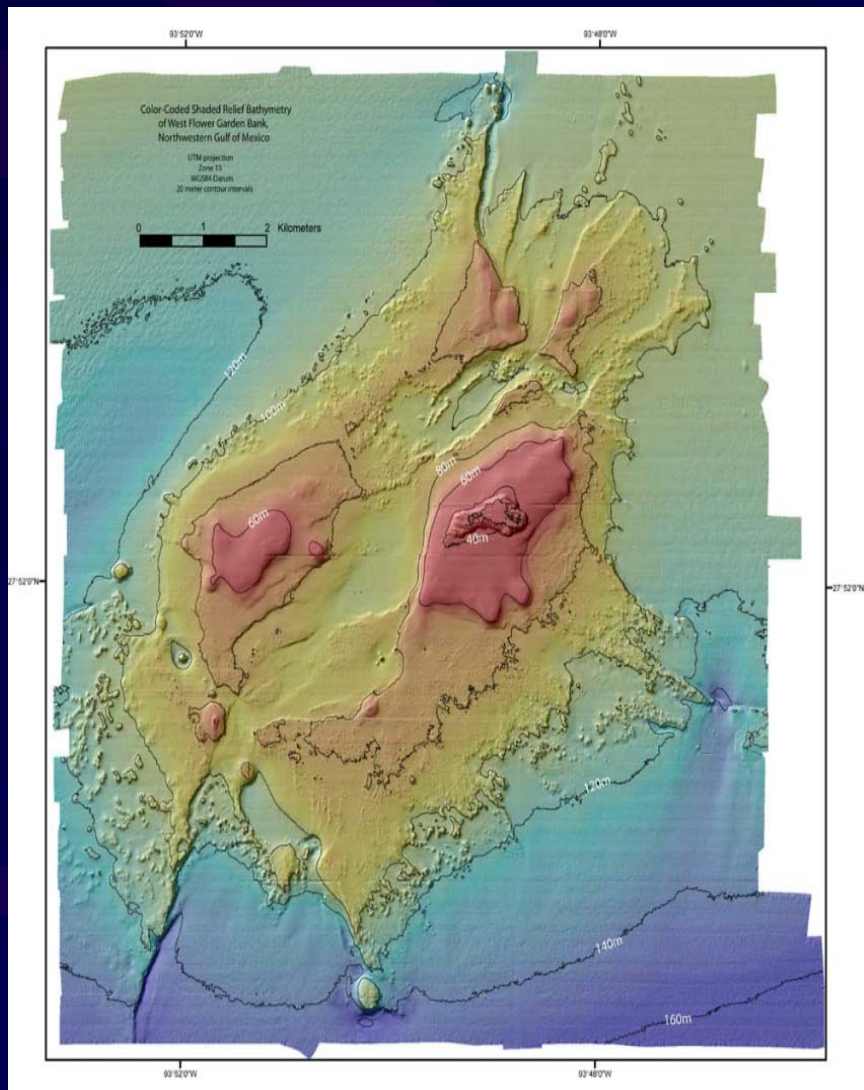 93°52'0"W
93°48'0"W
Color-Coded Shaded Relief Bathymetry
of West Flower Garden Bank,
Northwestern Gulf of Mexico
UTM projection
Zone 15
WGS84 Datum
20 meter contour intervals
0 1 2 Kilometers
120m
100m
80m
60m
60m
40m
27°52'0"N
27°52'0"N
120m
140m
160m
93°52'0"W
93°48'0"W